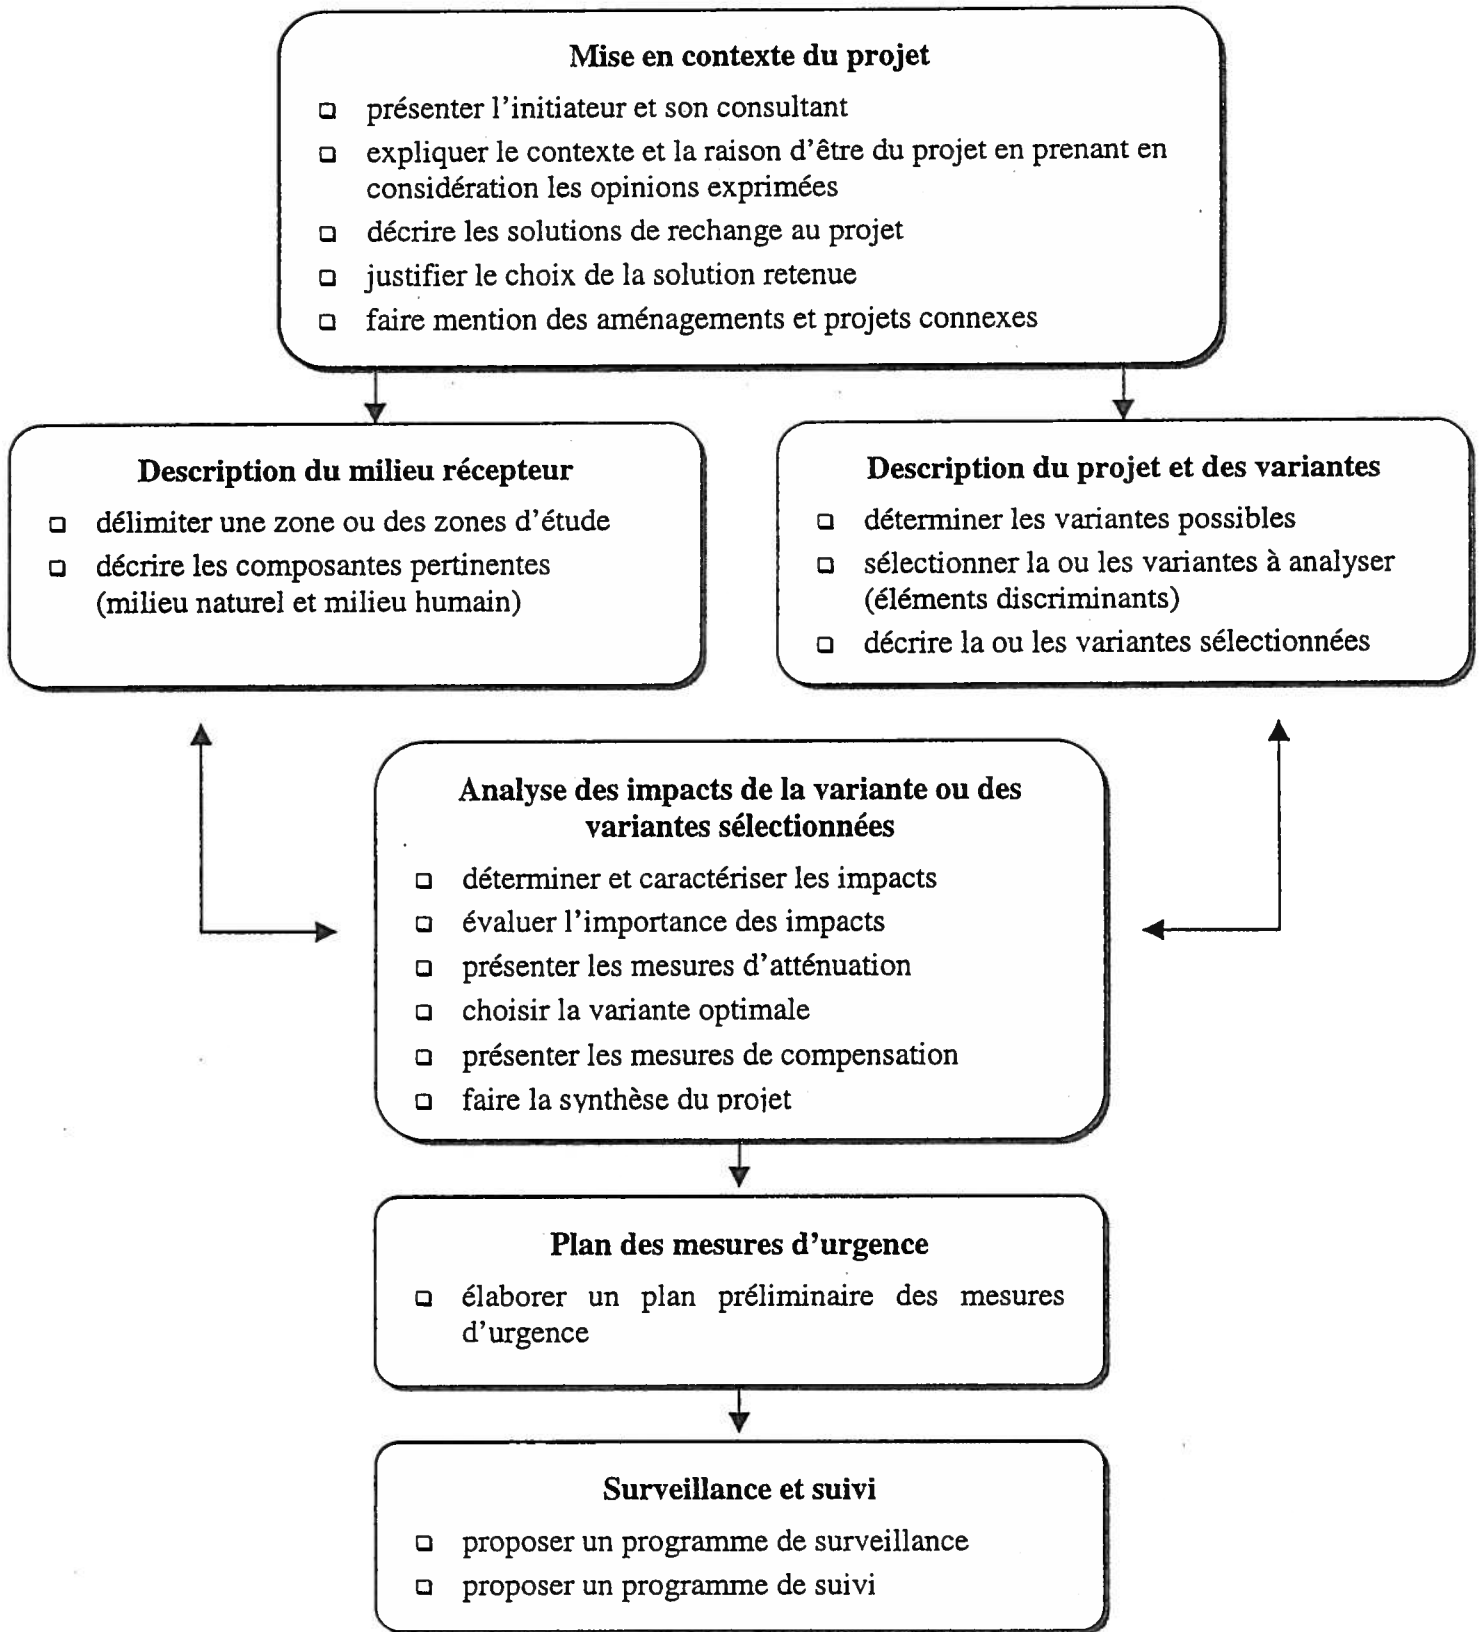 Mise en contexte du projet
❑ présenter l'initiateur et son consultant
❑ expliquer le contexte et la raison d'être du projet en prenant en
considération les opinions exprimées
❑ décrire les solutions de rechange au projet
❑ justifier le choix de la solution retenue
❑ faire mention des aménagements et projets connexes
Description du milieu récepteur
❑ délimiter une zone ou des zones d'étude
❑ décrire les composantes pertinentes
(milieu naturel et milieu humain)
Description du projet et des variantes
❑ déterminer les variantes possibles
❑ sélectionner la ou les variantes à analyser
(éléments discriminants)
❑ décrire la ou les variantes sélectionnées
Analyse des impacts de la variante ou des
variantes sélectionnées
❑ déterminer et caractériser les impacts
❑ évaluer l'importance des impacts
❑ présenter les mesures d'atténuation
❑ choisir la variante optimale
❑ présenter les mesures de compensation
❑ faire la synthèse du projet
Plan des mesures d'urgence
❑ élaborer un plan préliminaire des mesures
d'urgence
Surveillance et suivi
❑ proposer un programme de surveillance
❑ proposer un programme de suivi